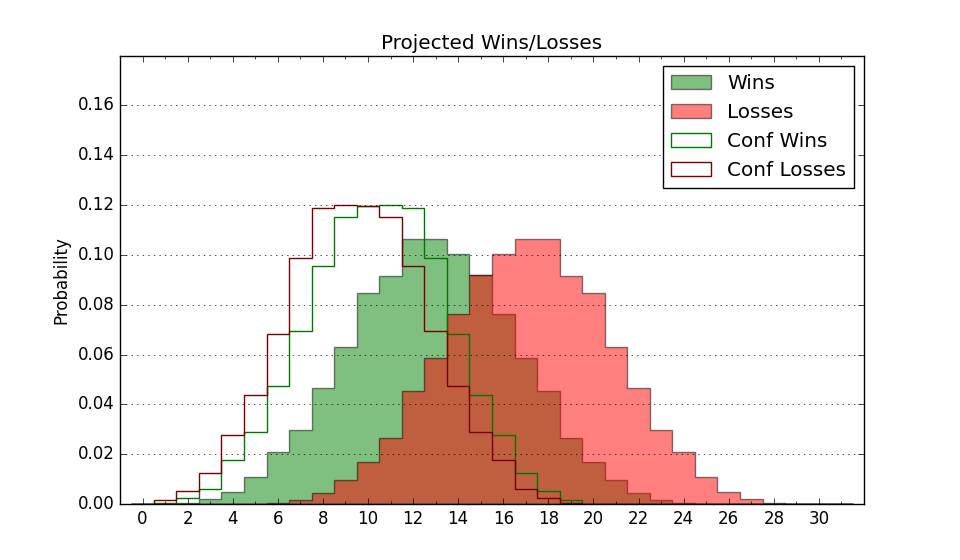 Projected Wins/Losses
Wins
Losses
Conf Wins
Conf Losses
Probability
0.16
0.14
0.12
0.10
0.08
0.06
0.04
0.02
0.00
0 2 4 6 8 10 12 14 16 18 20 22 24 26 28 30